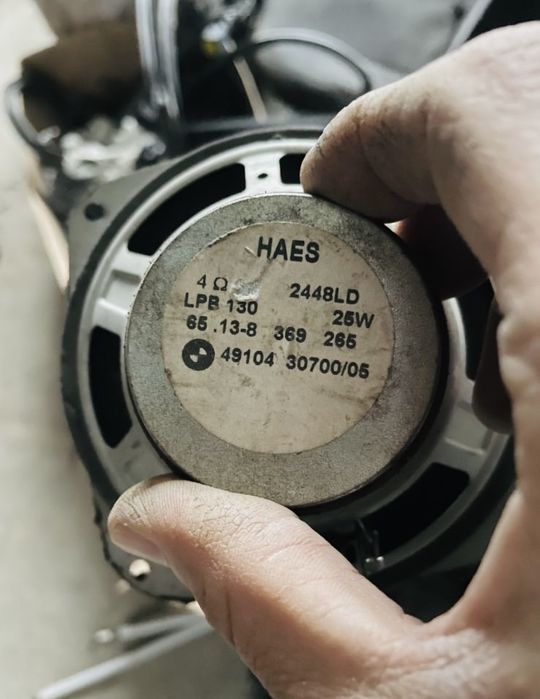 HAES
4 Ω 2448LD
LPB 130 25W
65 .13-8 369 265
49104 30700/05